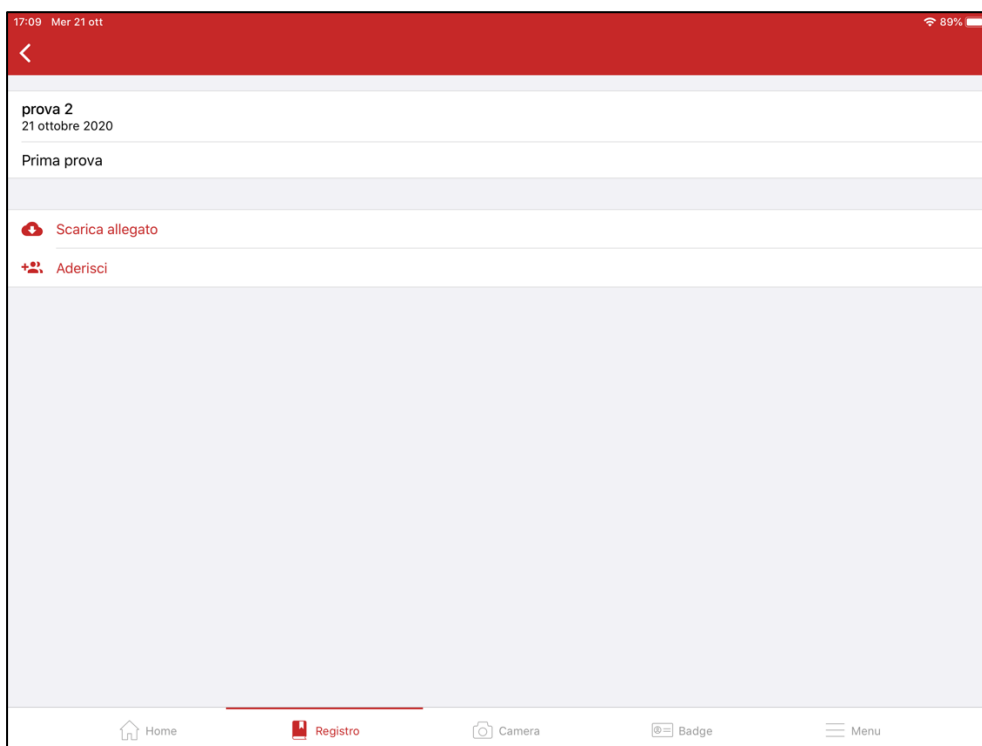 17:09 Mer 21 ott 89%
prova 2
21 ottobre 2020
Prima prova
Scarica allegato
Aderisci
Home Registro Camera Badge Menu